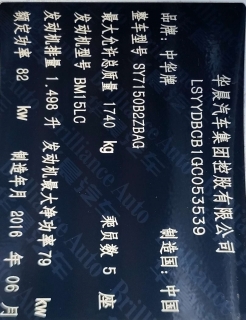 华晨汽车集团控股有限公司
LSYYDBCB1GC053539
品牌：中华牌 制造国：中国
整车型号 SY7150B2ZBAG
最大允许总质量 1740 kg 乘员数 5 座
发动机型号 BM15LC
发动机排量 1.498 升 发动机最大净功率 79 kw
额定功率 82 kw 制造年月 2016 年 06 月